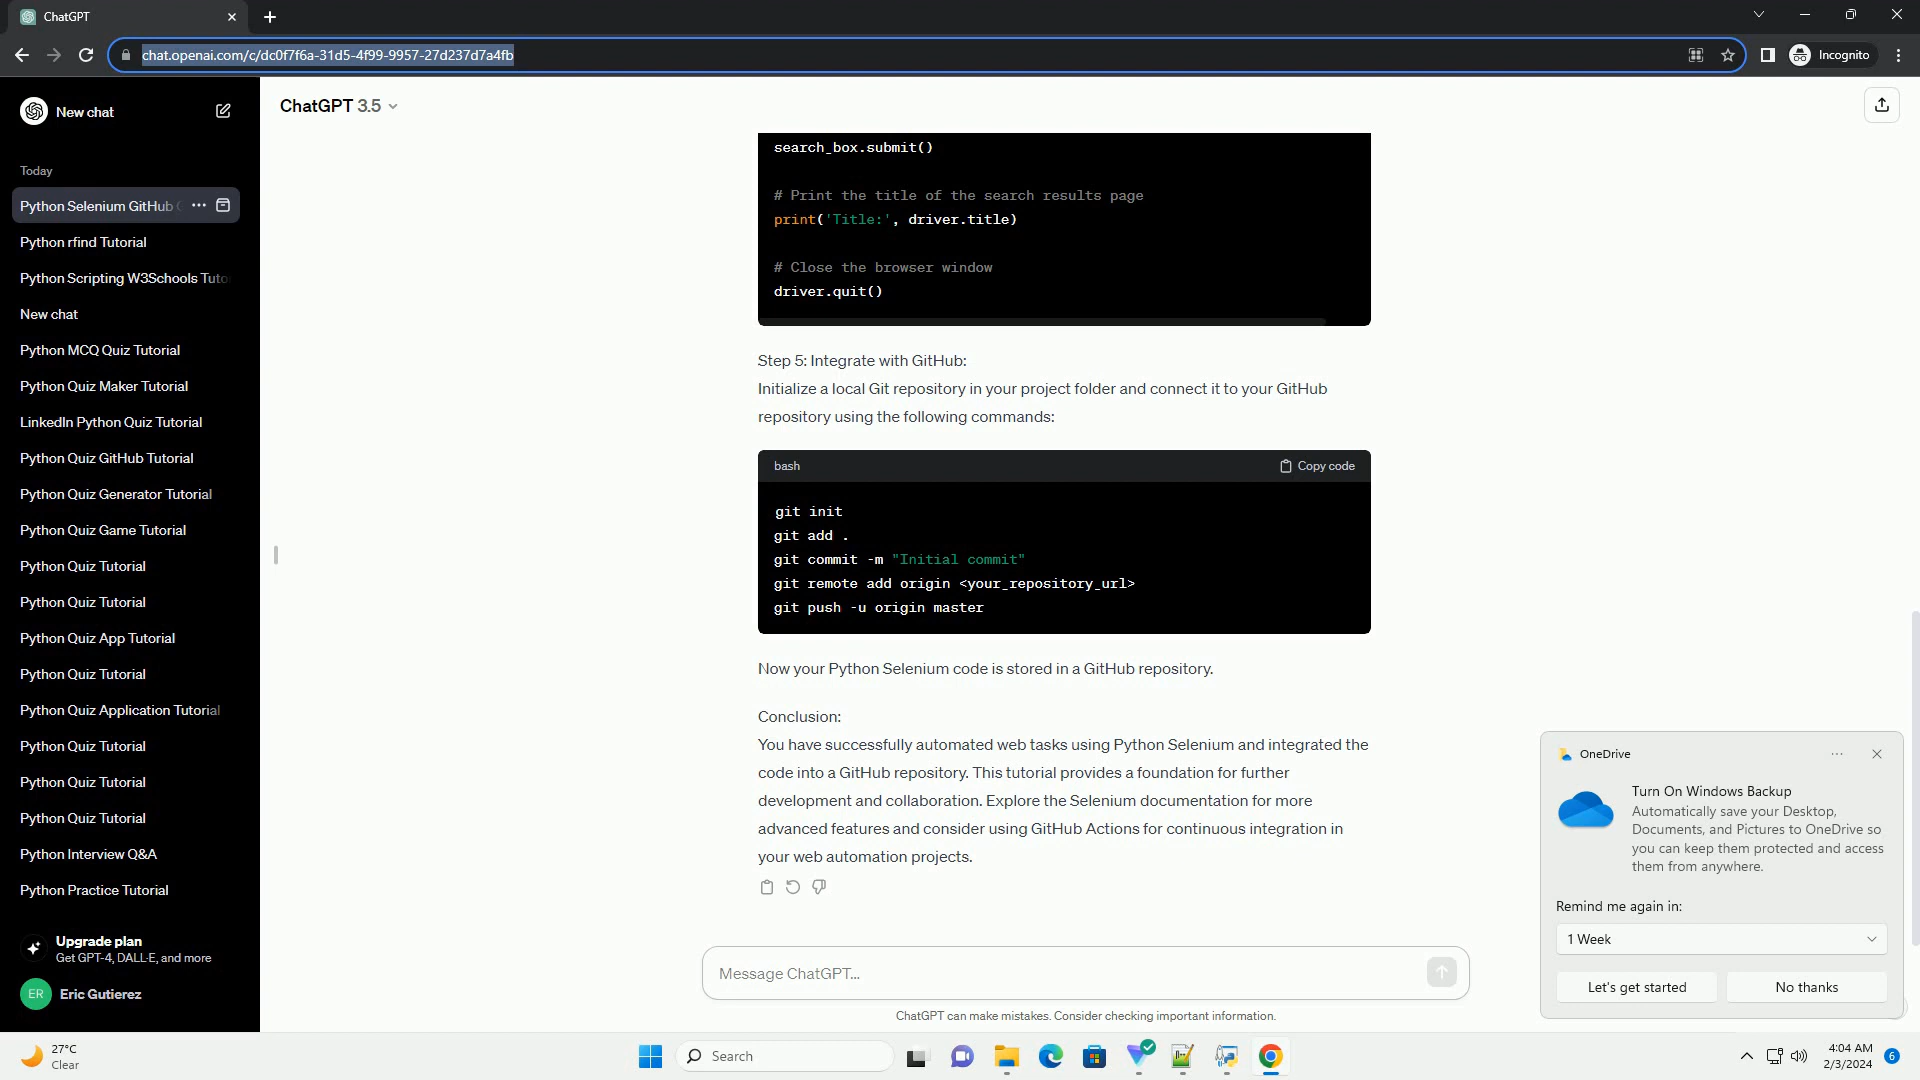 ChatGPT
chat.openai.com/c/dc0f7f6a-31d5-4f99-9957-27d237d7a4fb
Incognito
New chat
Today
Python Selenium GitHub
Python rfind Tutorial
Python Scripting W3Schools Tuto
New chat
Python MCQ Quiz Tutorial
Python Quiz Maker Tutorial
LinkedIn Python Quiz Tutorial
Python Quiz GitHub Tutorial
Python Quiz Generator Tutorial
Python Quiz Game Tutorial
Python Quiz Tutorial
Python Quiz Tutorial
Python Quiz App Tutorial
Python Quiz Tutorial
Python Quiz Application Tutorial
Python Quiz Tutorial
Python Quiz Tutorial
Python Quiz Tutorial
Python Interview Q&A
Python Practice Tutorial
Upgrade plan
Get GPT-4, DALL·E, and more
ER Eric Gutierez
ChatGPT 3.5
search_box.submit()
# Print the title of the search results page
print('Title:', driver.title)
# Close the browser window
driver.quit()
Step 5: Integrate with GitHub:
Initialize a local Git repository in your project folder and connect it to your GitHub
repository using the following commands:
bash
Copy code
git init
git add .
git commit -m "Initial commit"
git remote add origin <your_repository_url>
git push -u origin master
Now your Python Selenium code is stored in a GitHub repository.
Conclusion:
You have successfully automated web tasks using Python Selenium and integrated the
code into a GitHub repository. This tutorial provides a foundation for further
development and collaboration. Explore the Selenium documentation for more
advanced features and consider using GitHub Actions for continuous integration in
your web automation projects.
Message ChatGPT...
ChatGPT can make mistakes. Consider checking important information.
OneDrive
Turn On Windows Backup
Automatically save your Desktop,
Documents, and Pictures to OneDrive so
you can keep them protected and access
them from anywhere.
Remind me again in:
1 Week
Let's get started
No thanks
27°C
Clear
Search
4:04 AM
2/3/2024
6